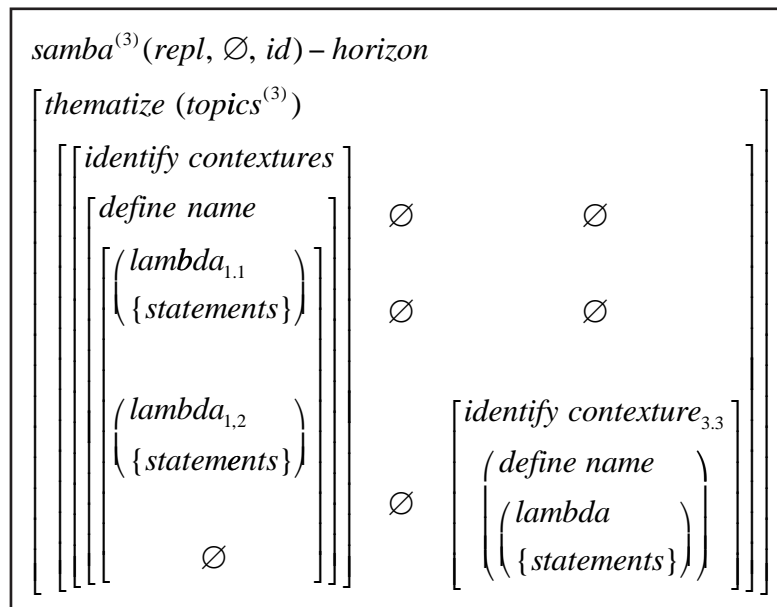 samba^(3)(repl, ∅, id) – horizon
thematize (topics^(3))
identify contextures
define name ∅ ∅
(lambda_1.1
{statements}) ∅ ∅
(lambda_1,2 identify contexture_3.3
{statements}) (define name
∅ (lambda
∅ {statements}))